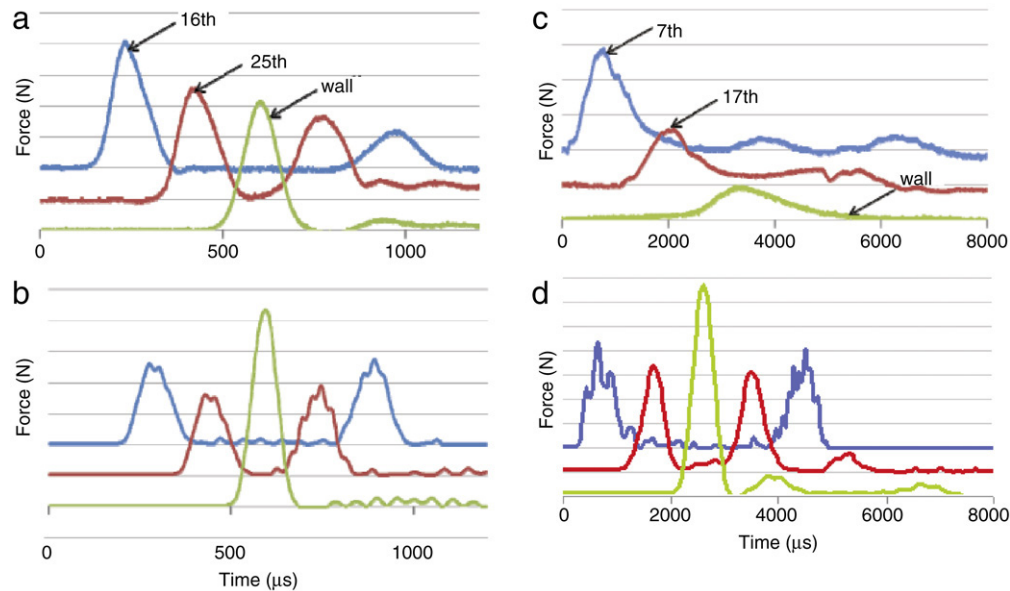 a
Force (N)
16th
25th
wall
0
500
1000
c
Force (N)
7th
17th
wall
0
2000
4000
6000
8000
b
Force (N)
0
500
1000
Time (μs)
d
Force (N)
0
2000
4000
6000
8000
Time (μs)